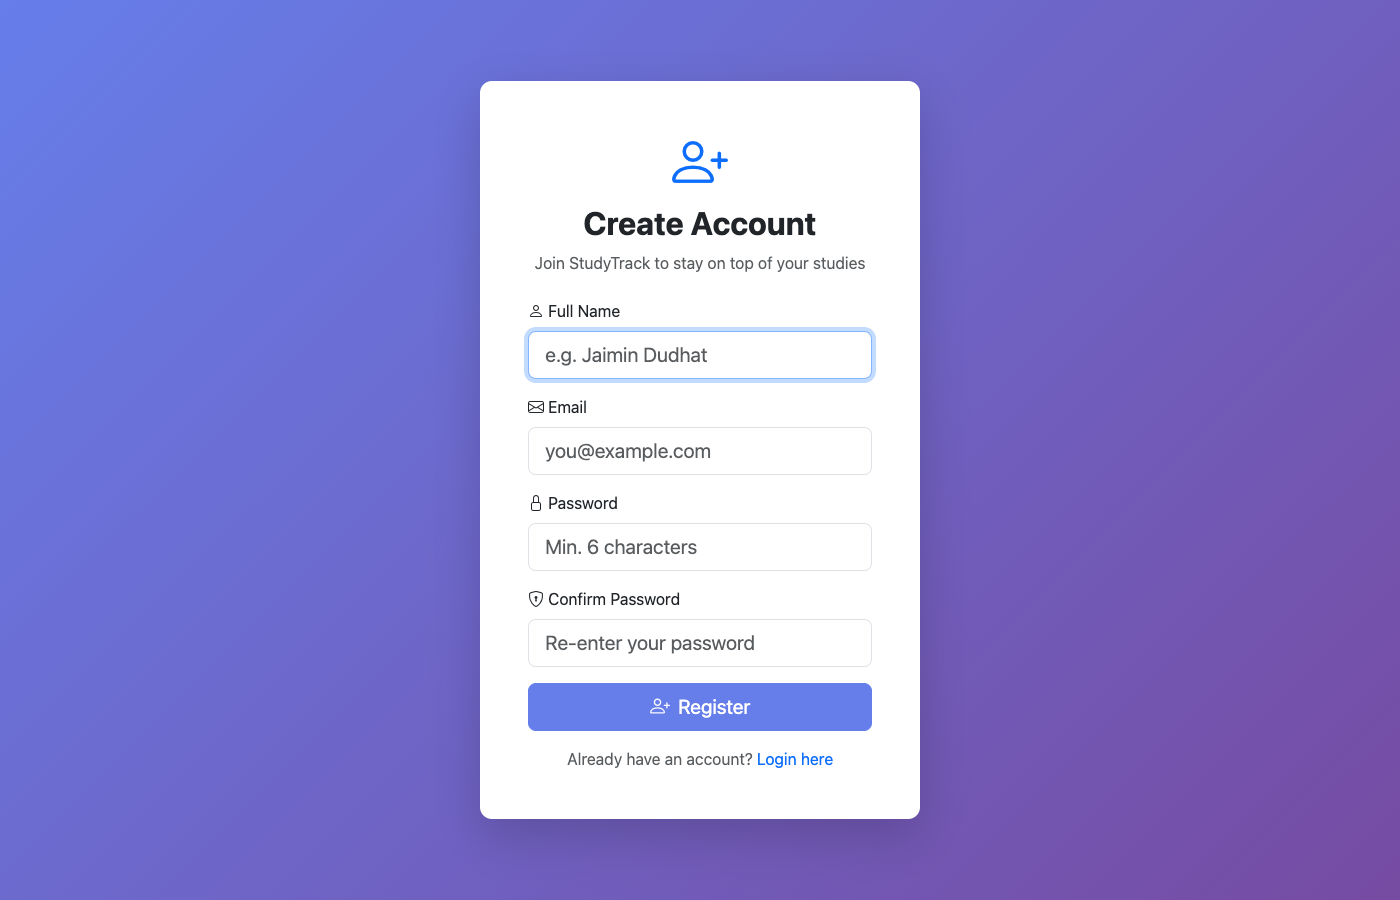 Create Account
Join StudyTrack to stay on top of your studies
Full Name
e.g. Jaimin Dudhat
Email
you@example.com
Password
Min. 6 characters
Confirm Password
Re-enter your password
Register
Already have an account? Login here